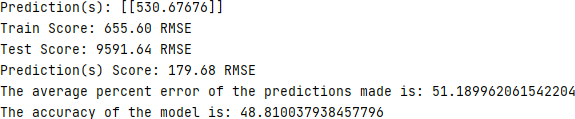 Prediction(s): [[530.67676]]
Train Score: 655.60 RMSE
Test Score: 9591.64 RMSE
Prediction(s) Score: 179.68 RMSE
The average percent error of the predictions made is: 51.189962061542204
The accuracy of the model is: 48.810037938457796